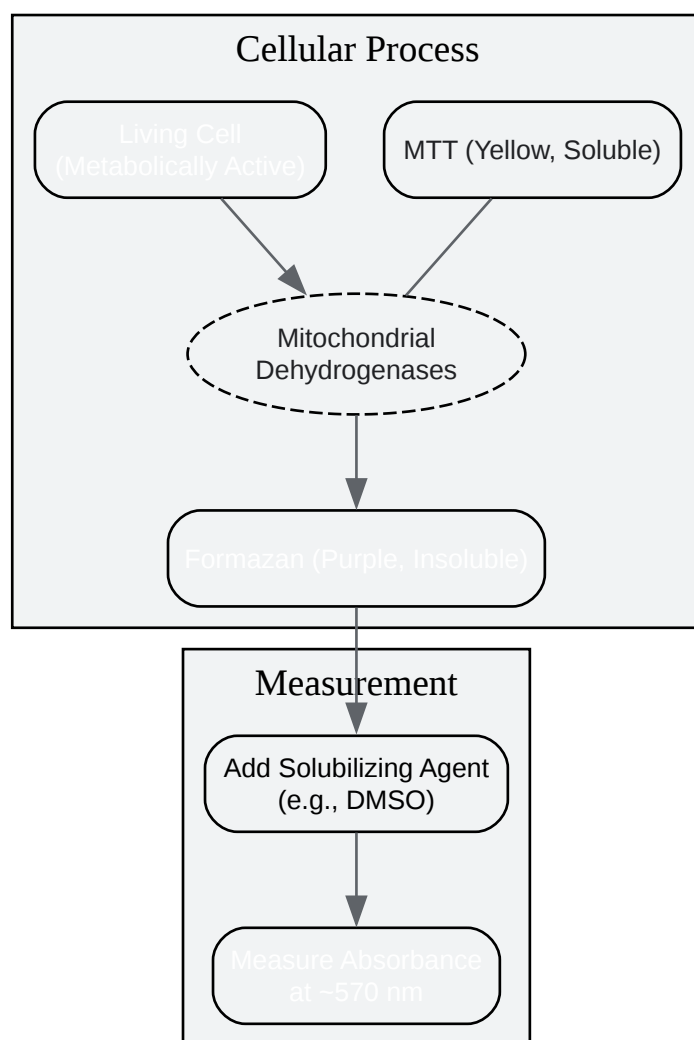 Cellular Process
Living Cell
(Metabolically Active)
MTT (Yellow, Soluble)
Mitochondrial
Dehydrogenases
Formazan (Purple, Insoluble)
Measurement
Add Solubilizing Agent
(e.g., DMSO)
Measure Absorbance
at ~570 nm